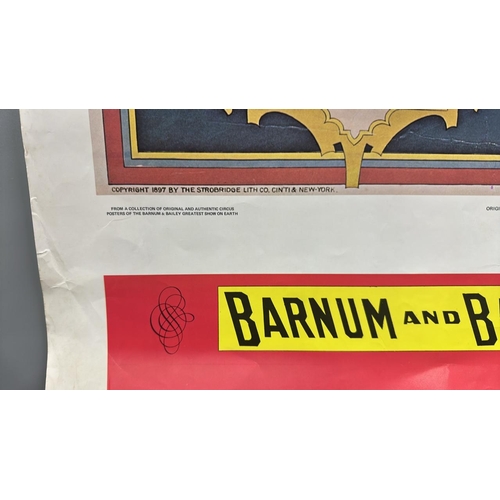 COPYRIGHT 1897 BY THE STROBRIDGE LITH CO, CIN'TI & NEW-YORK.
FROM A COLLECTION OF ORIGINAL AND AUTHENTIC CIRCUS
POSTERS OF THE BARNUM & BAILEY GREATEST SHOW ON EARTH
ORIG
BARNUM AND B